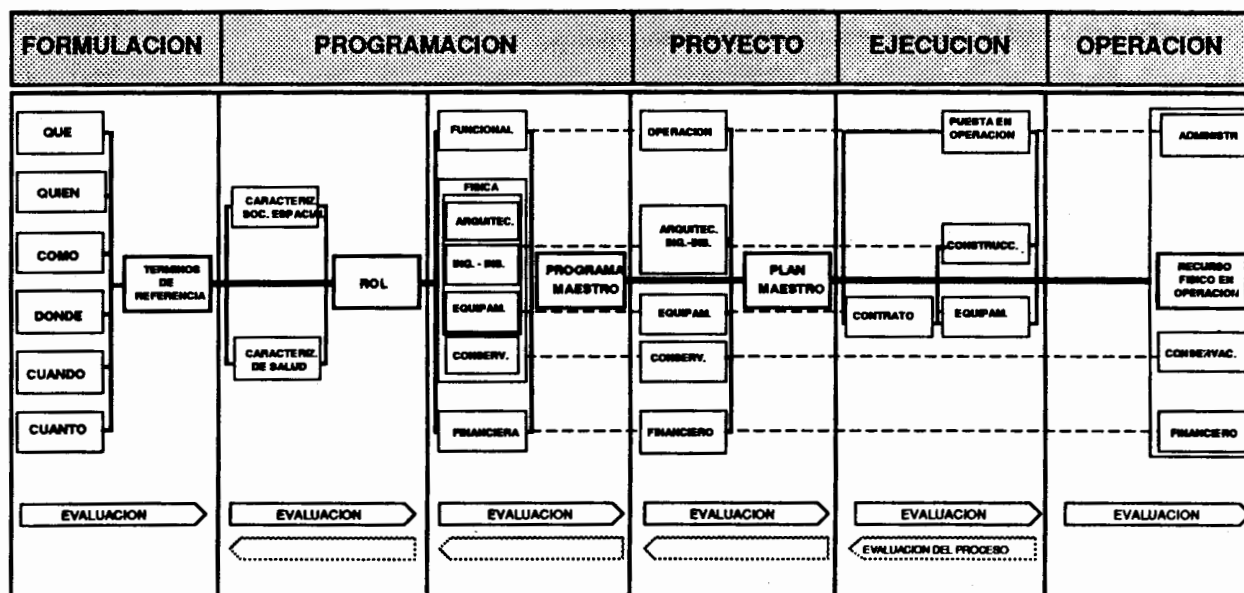 FORMULACION
PROGRAMACION
PROYECTO
EJECUCION
OPERACION
QUE
QUIEN
COMO
DONDE
CUANDO
CUANTO
TERMINOS
DE
REFERENCIA
CARACTERIZ.
SOC. ESPACIAL
CARACTERIZ.
DE SALUD
ROL
FUNCIONAL
FISICA
ARQUITEC.
ING. - INS.
EQUIPAM.
CONSERV.
FINANCIERA
PROGRAMA
MAESTRO
OPERACION
ARQUITEC.
ING.-INS.
EQUIPAM.
CONSERV.
FINANCIERO
PLAN
MAESTRO
CONTRATO
PUESTA EN
OPERACION
CONSTRUCC.
EQUIPAM.
ADMINISTR
RECURSO
FISICO EN
OPERACION
CONSERVAC.
FINANCIERO
EVALUACION
EVALUACION
EVALUACION
EVALUACION
EVALUACION
EVALUACION
EVALUACION DEL PROCESO